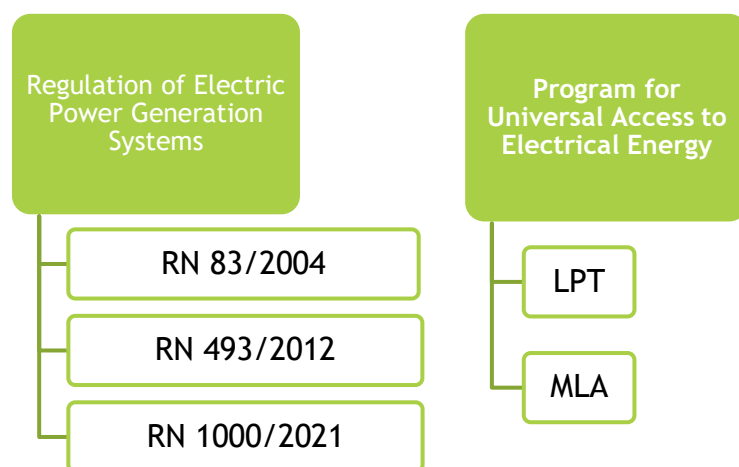 Regulation of Electric
Power Generation
Systems
RN 83/2004
RN 493/2012
RN 1000/2021
Program for
Universal Access to
Electrical Energy
LPT
MLA